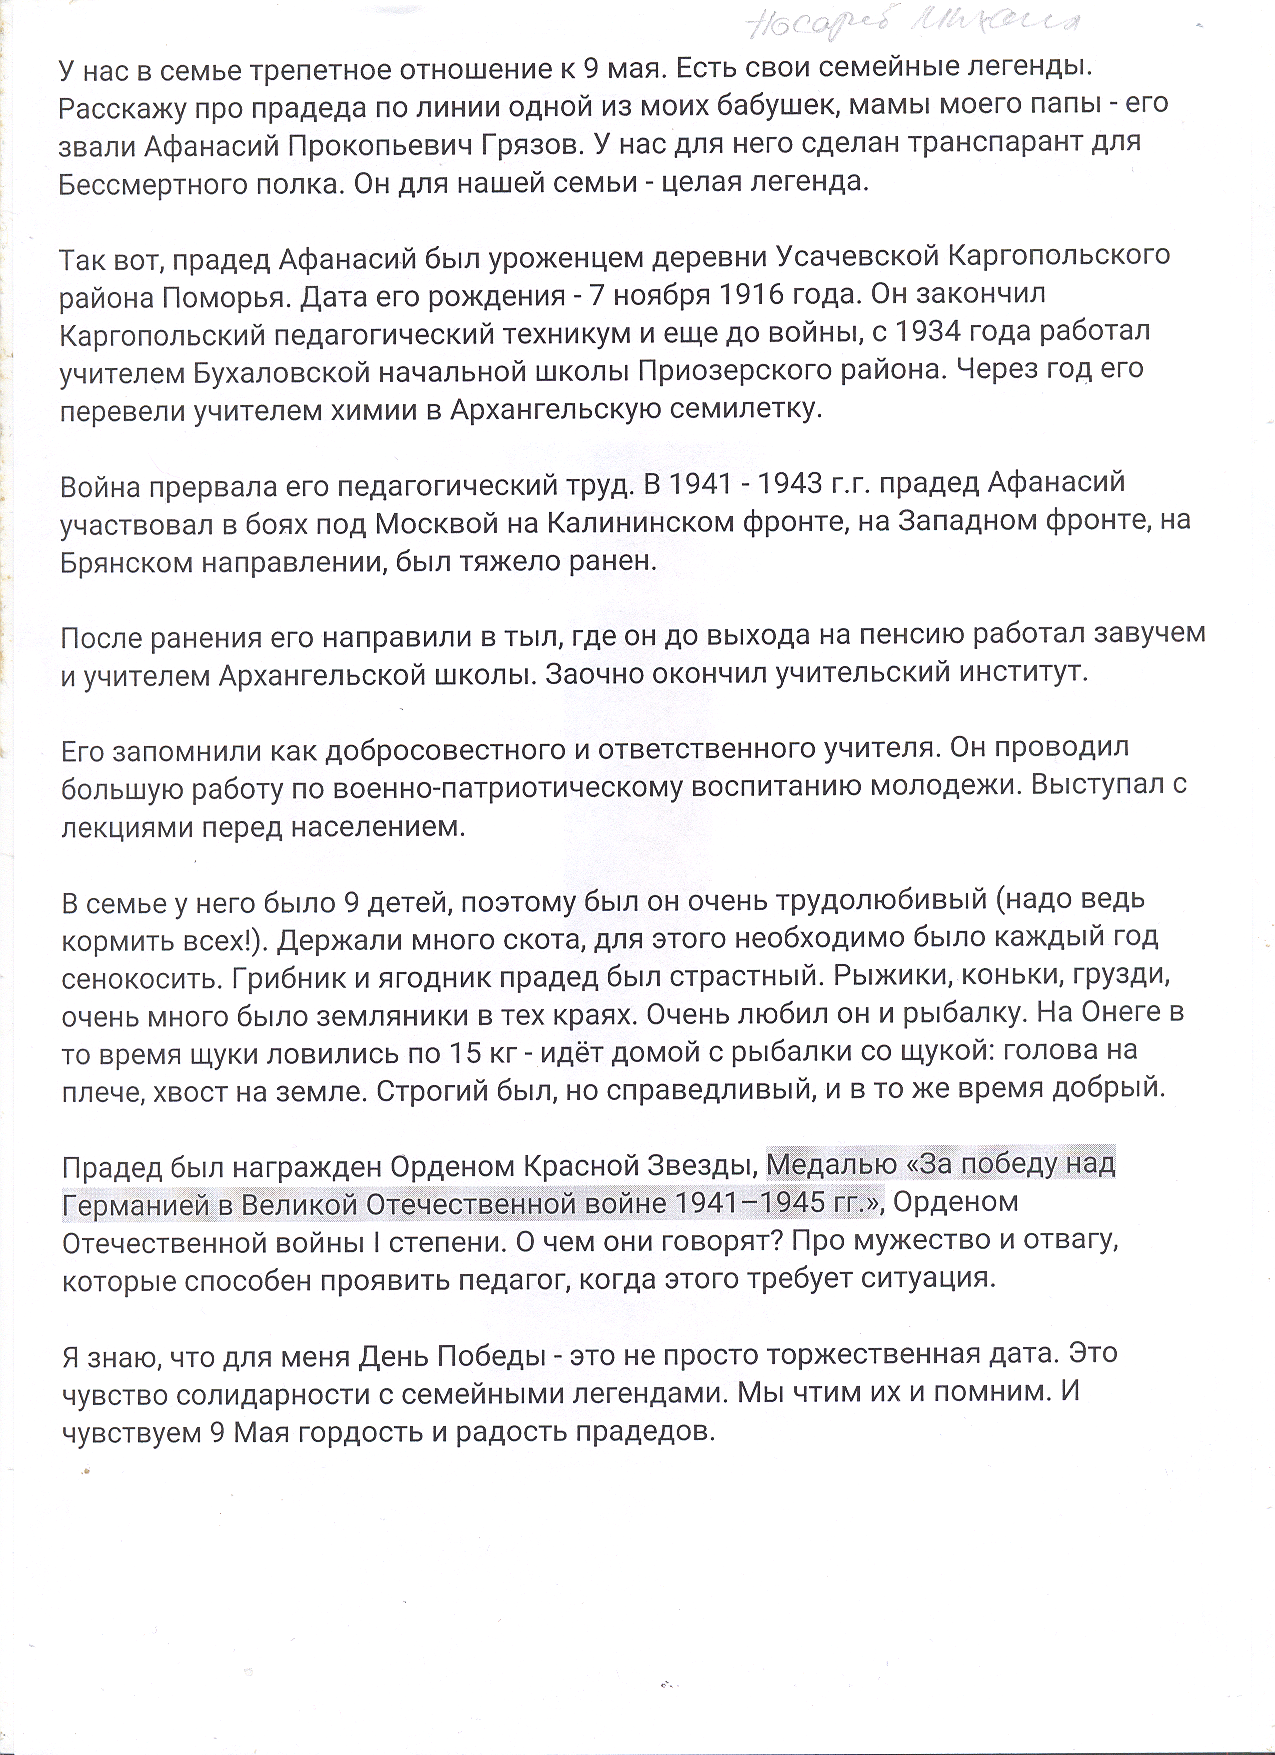 Носарев Михаил
У нас в семье трепетное отношение к 9 мая. Есть свои семейные легенды.
Расскажу про прадеда по линии одной из моих бабушек, мамы моего папы - его
звали Афанасий Прокопьевич Грязов. У нас для него сделан транспарант для
Бессмертного полка. Он для нашей семьи - целая легенда.
Так вот, прадед Афанасий был уроженцем деревни Усачевской Каргопольского
района Поморья. Дата его рождения - 7 ноября 1916 года. Он закончил
Каргопольский педагогический техникум и еще до войны, с 1934 года работал
учителем Бухаловской начальной школы Приозерского района. Через год его
перевели учителем химии в Архангельскую семилетку.
Война прервала его педагогический труд. В 1941 - 1943 г.г. прадед Афанасий
участвовал в боях под Москвой на Калининском фронте, на Западном фронте, на
Брянском направлении, был тяжело ранен.
После ранения его направили в тыл, где он до выхода на пенсию работал завучем
и учителем Архангельской школы. Заочно окончил учительский институт.
Его запомнили как добросовестного и ответственного учителя. Он проводил
большую работу по военно-патриотическому воспитанию молодежи. Выступал с
лекциями перед населением.
В семье у него было 9 детей, поэтому был он очень трудолюбивый (надо ведь
кормить всех!). Держали много скота, для этого необходимо было каждый год
сенокосить. Грибник и ягодник прадед был страстный. Рыжики, коньки, грузди,
очень много было земляники в тех краях. Очень любил он и рыбалку. На Онеге в
то время щуки ловились по 15 кг - идёт домой с рыбалки со щукой: голова на
плече, хвост на земле. Строгий был, но справедливый, и в то же время добрый.
Прадед был награжден Орденом Красной Звезды, Медалью «За победу над
Германией в Великой Отечественной войне 1941–1945 гг.», Орденом
Отечественной войны I степени. О чем они говорят? Про мужество и отвагу,
которые способен проявить педагог, когда этого требует ситуация.
Я знаю, что для меня День Победы - это не просто торжественная дата. Это
чувство солидарности с семейными легендами. Мы чтим их и помним. И
чувствуем 9 Мая гордость и радость прадедов.